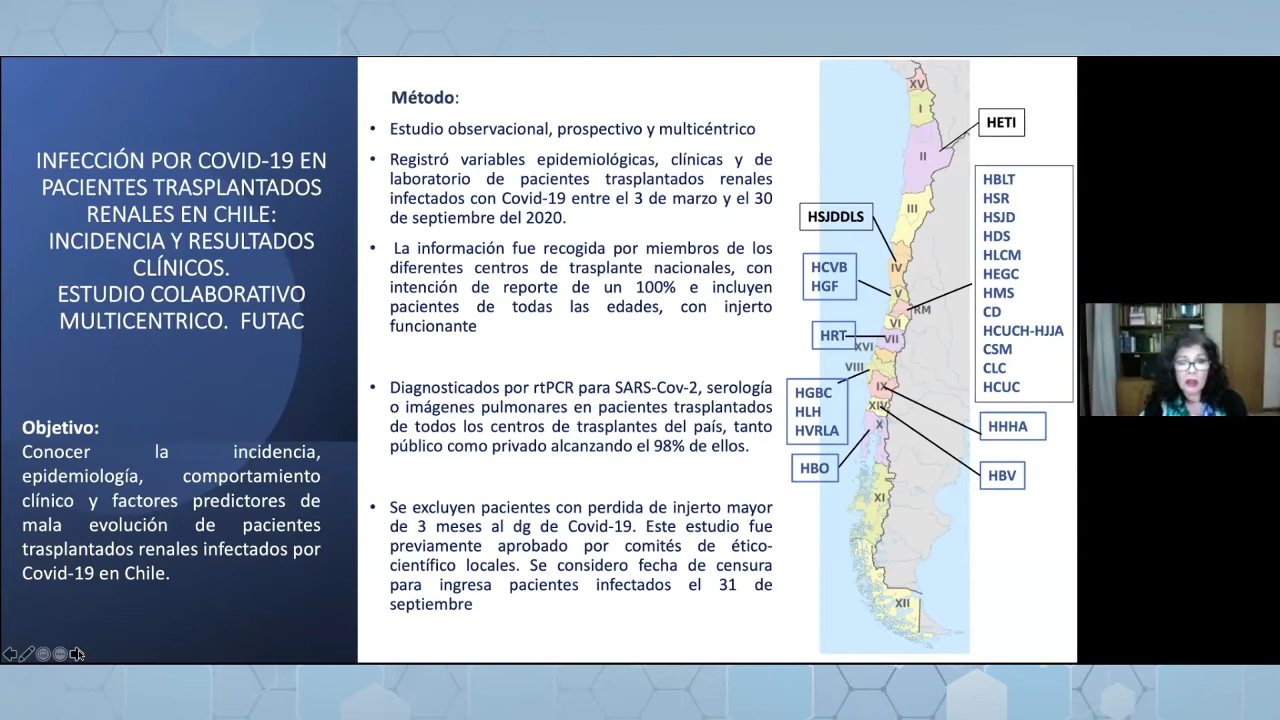 INFECCIÓN POR COVID-19 EN
PACIENTES TRASPLANTADOS
RENALES EN CHILE:
INCIDENCIA Y RESULTADOS
CLÍNICOS.
ESTUDIO COLABORATIVO
MULTICENTRICO. FUTAC
Objetivo:
Conocer la incidencia,
epidemiología, comportamiento
clínico y factores predictores de
mala evolución de pacientes
trasplantados renales infectados por
Covid-19 en Chile.
Método:
• Estudio observacional, prospectivo y multicéntrico
• Registró variables epidemiológicas, clínicas y de
laboratorio de pacientes trasplantados renales
infectados con Covid-19 entre el 3 de marzo y el 30
de septiembre del 2020.
• La información fue recogida por miembros de los
diferentes centros de trasplante nacionales, con
intención de reporte de un 100% e incluyen
pacientes de todas las edades, con injerto
funcionante
• Diagnosticados por rtPCR para SARS-Cov-2, serología
o imágenes pulmonares en pacientes trasplantados
de todos los centros de trasplantes del país, tanto
público como privado alcanzando el 98% de ellos.
• Se excluyen pacientes con perdida de injerto mayor
de 3 meses al dg de Covid-19. Este estudio fue
previamente aprobado por comités de ético-
científico locales. Se considero fecha de censura
para ingresa pacientes infectados el 31 de
septiembre
XV
I
II
III
IV
V
RM
VI
VII
XVI
VIII
IX
XIV
X
XI
XII
HSJDDLS
HCVB
HGF
HRT
HGBC
HLH
HVRLA
HBO
HETI
HBLT
HSR
HSJD
HDS
HLCM
HEGC
HMS
CD
HCUCH-HJJA
CSM
CLC
HCUC
HHHA
HBV